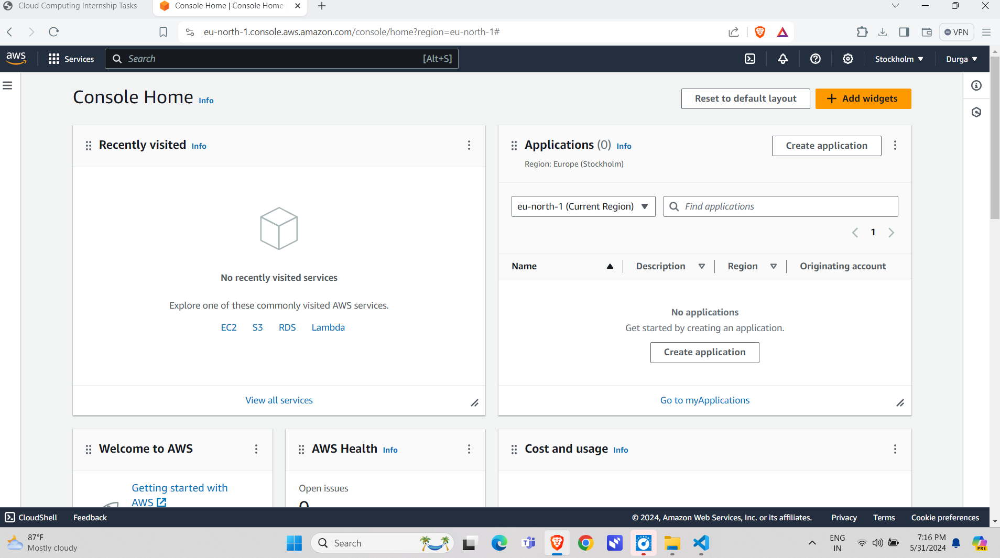 Cloud Computing Internship Tasks
Console Home | Console Home
eu-north-1.console.aws.amazon.com/console/home?region=eu-north-1#
VPN
aws
Services
Search
[Alt+S]
Stockholm
Durga
Console Home Info
Reset to default layout
Add widgets
Recently visited Info
No recently visited services
Explore one of these commonly visited AWS services.
EC2 S3 RDS Lambda
View all services
Applications (0) Info
Region: Europe (Stockholm)
Create application
eu-north-1 (Current Region)
Find applications
1
Name Description Region Originating account
No applications
Get started by creating an application.
Create application
Go to myApplications
Welcome to AWS
Getting started with
AWS
AWS Health Info
Open issues
0
Cost and usage Info
CloudShell
Feedback
© 2024, Amazon Web Services, Inc. or its affiliates.
Privacy
Terms
Cookie preferences
87°F
Mostly cloudy
Search
ENG
IN
7:16 PM
5/31/2024
PRE